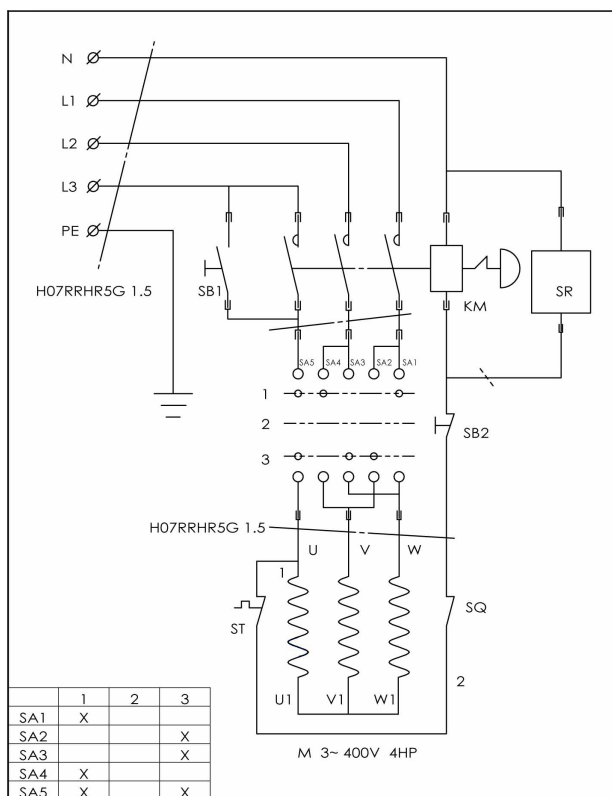 N
L1
L2
L3
PE
H07RRHR5G 1.5
SB1
KM
SR
SA5 SA4 SA3 SA2 SA1
1
2
3
SB2
H07RRHR5G 1.5
U V W
1
ST
SQ
2
U1 V1 W1
M 3~ 400V 4HP
1 2 3
SA1 X
SA2 X
SA3 X
SA4 X
SA5 X X